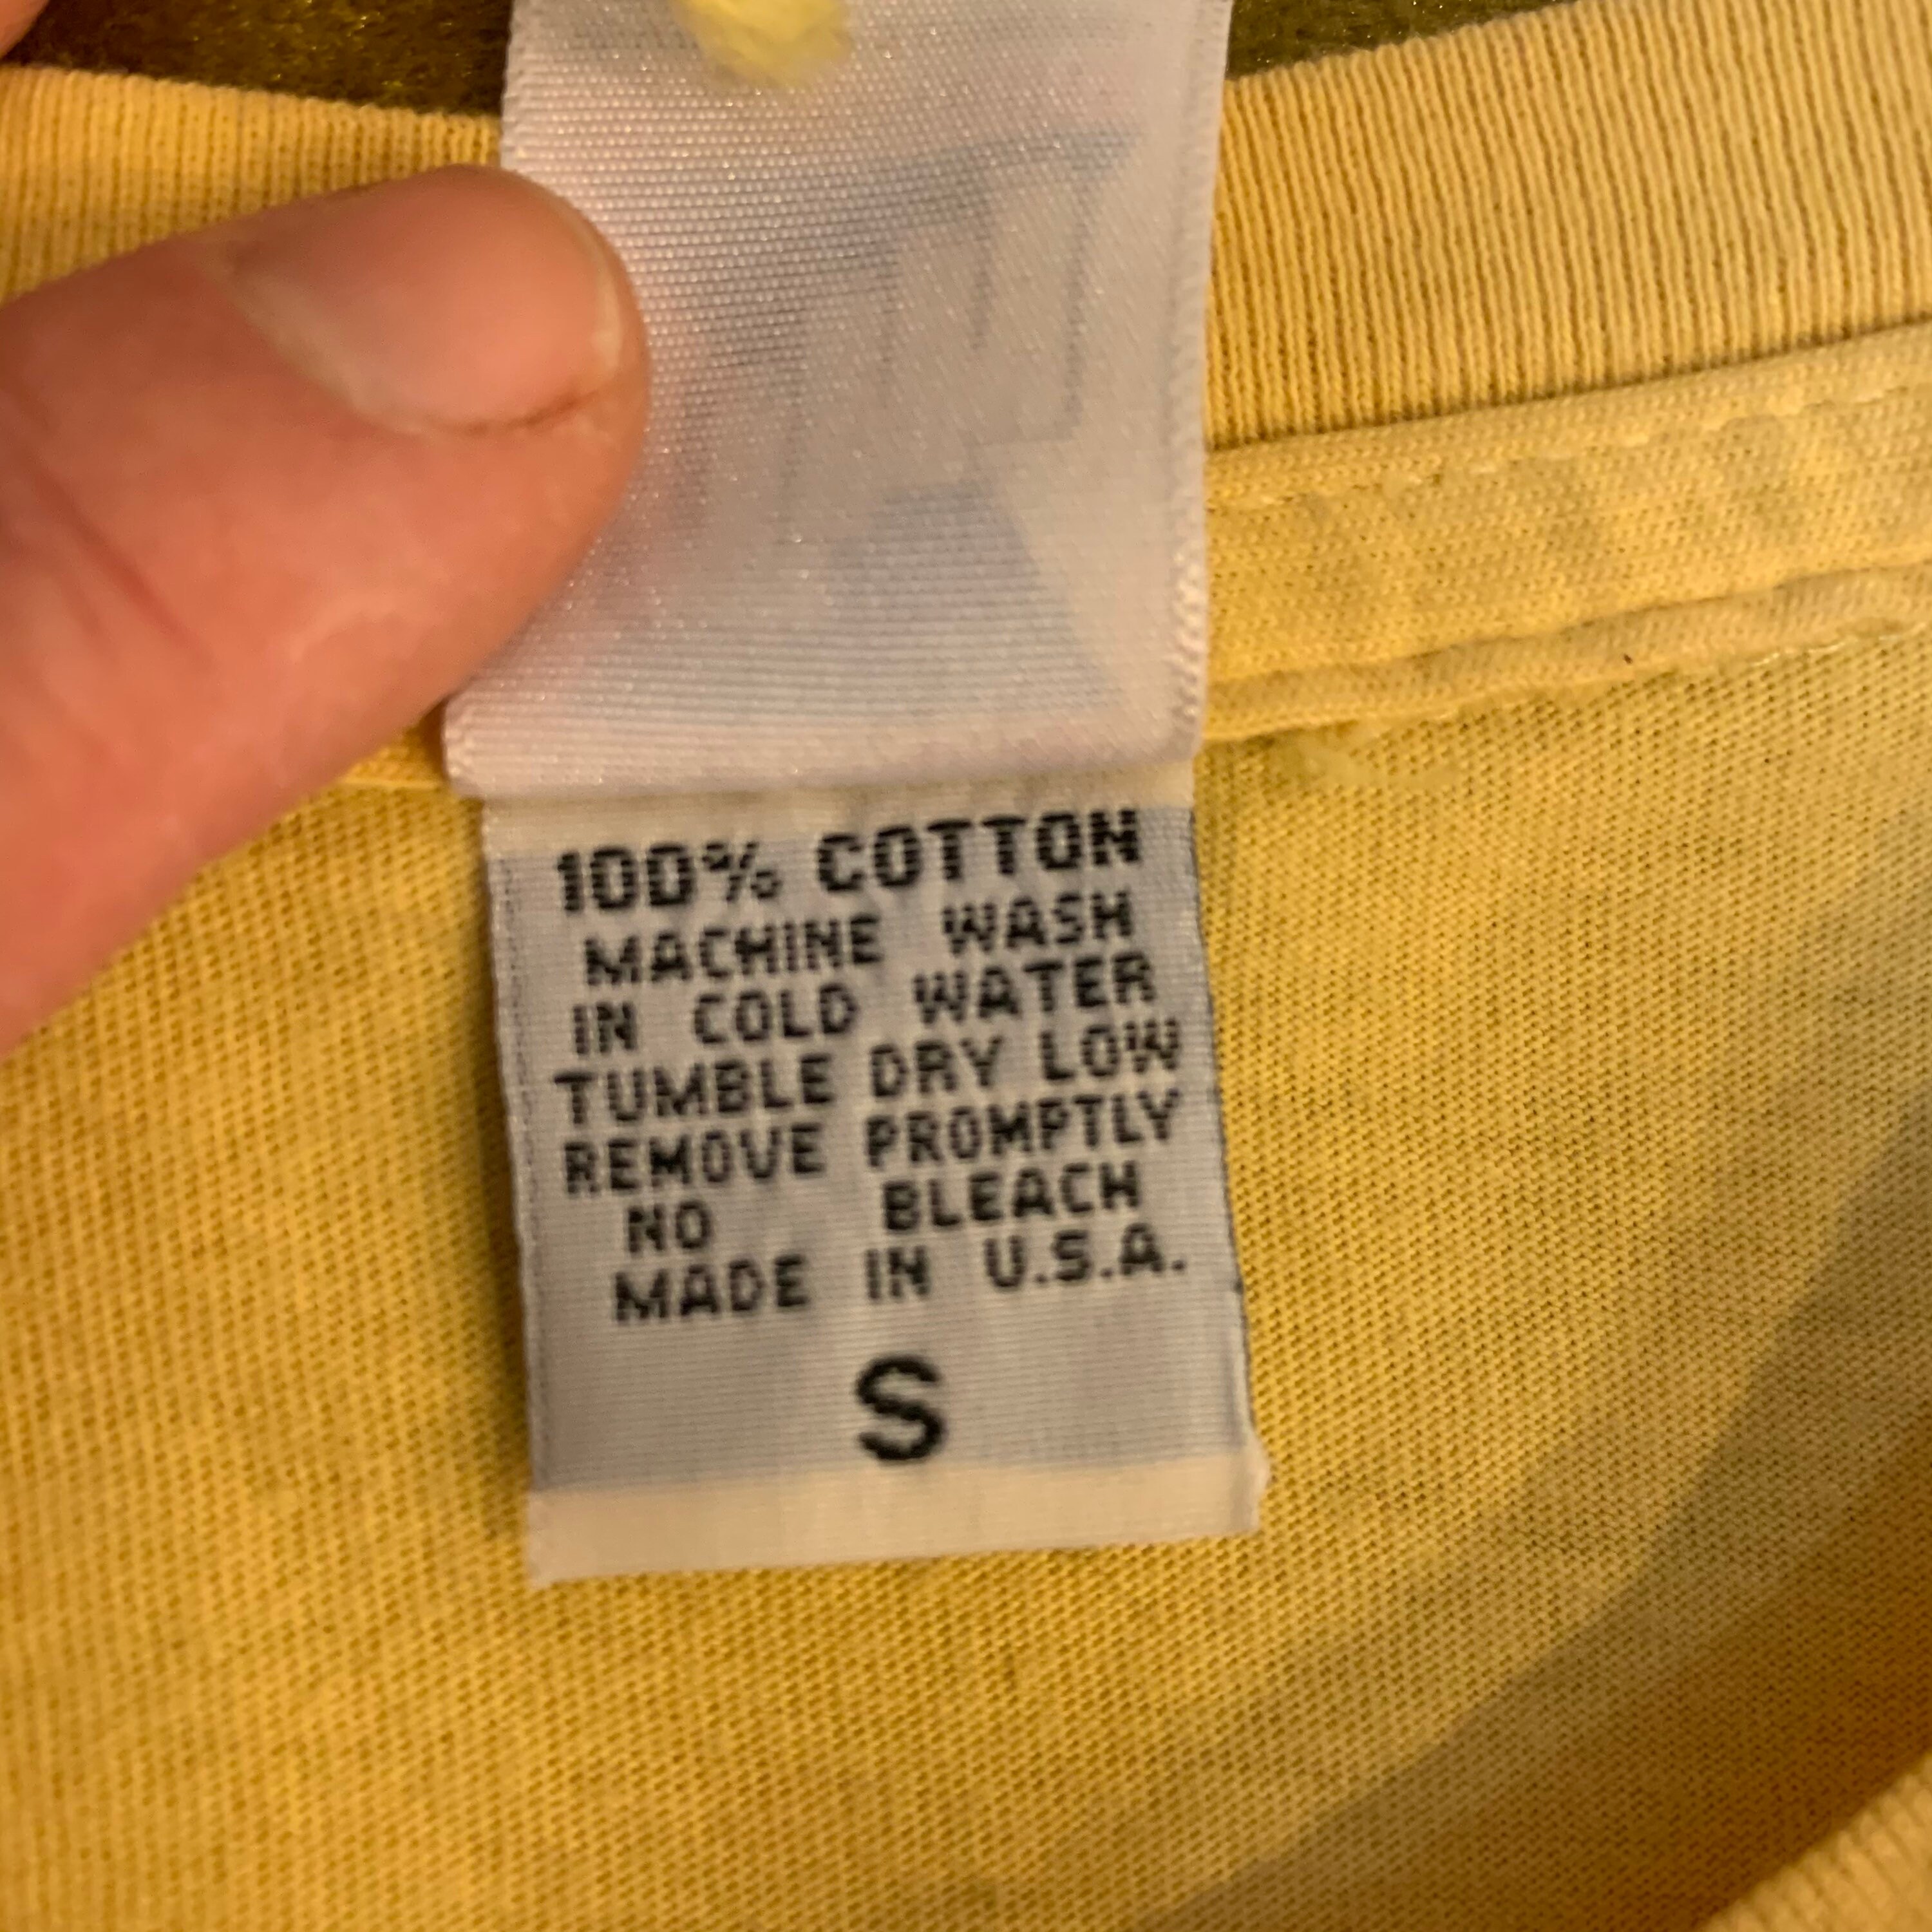 100% COTTON
MACHINE WASH
IN COLD WATER
TUMBLE DRY LOW
REMOVE PROMPTLY
NO BLEACH
MADE IN U.S.A.
S